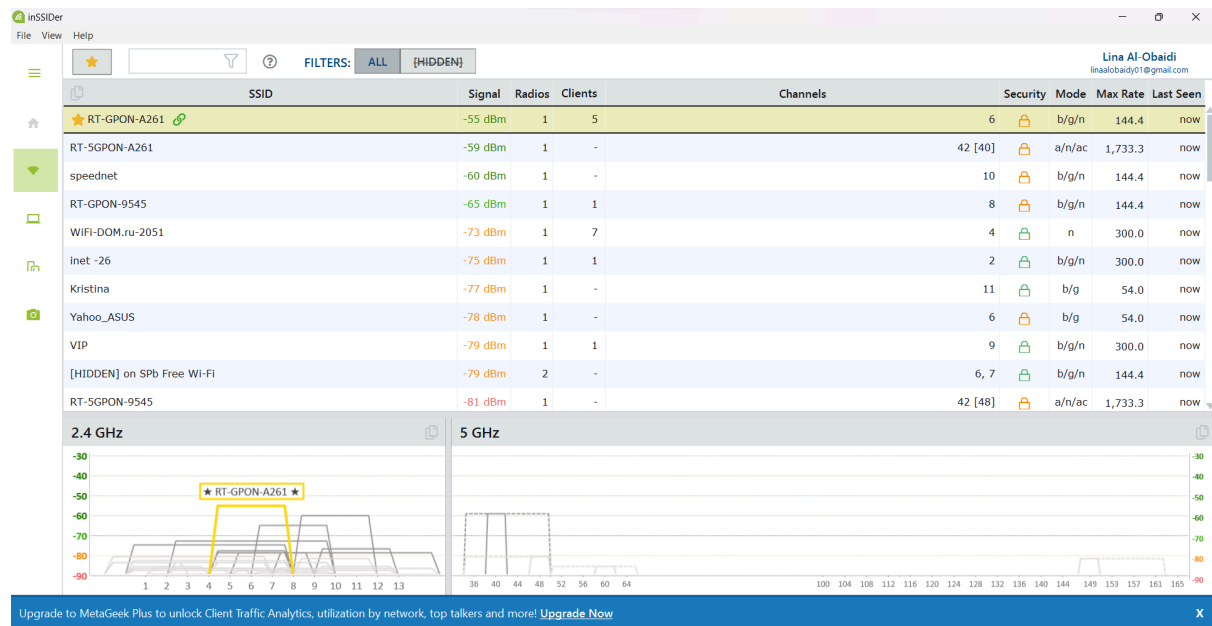 inSSIDer
File View Help
FILTERS: ALL [HIDDEN]
Lina Al-Obaidi
linaalobaidy01@gmail.com
SSID Signal Radios Clients Channels Security Mode Max Rate Last Seen
RT-GPON-A261 -55 dBm 1 5 6 b/g/n 144.4 now
RT-5GPON-A261 -59 dBm 1 - 42 [40] a/n/ac 1,733.3 now
speednet -60 dBm 1 - 10 b/g/n 144.4 now
RT-GPON-9545 -65 dBm 1 1 8 b/g/n 144.4 now
WiFi-DOM.ru-2051 -73 dBm 1 7 4 n 300.0 now
inet -26 -75 dBm 1 1 2 b/g/n 300.0 now
Kristina -77 dBm 1 - 11 b/g 54.0 now
Yahoo_ASUS -78 dBm 1 - 6 b/g 54.0 now
VIP -79 dBm 1 1 9 b/g/n 300.0 now
[HIDDEN] on SPb Free Wi-Fi -79 dBm 2 - 6, 7 b/g/n 144.4 now
RT-5GPON-9545 -81 dBm 1 - 42 [48] a/n/ac 1,733.3 now
2.4 GHz
-30
-40
-50
-60
-70
-80
-90
★ RT-GPON-A261 ★
1 2 3 4 5 6 7 8 9 10 11 12 13
5 GHz
-30
-40
-50
-60
-70
-80
-90
36 40 44 48 52 56 60 64 100 104 108 112 116 120 124 128 132 136 140 144 149 153 157 161 165
Upgrade to MetaGeek Plus to unlock Client Traffic Analytics, utilization by network, top talkers and more! Upgrade Now X